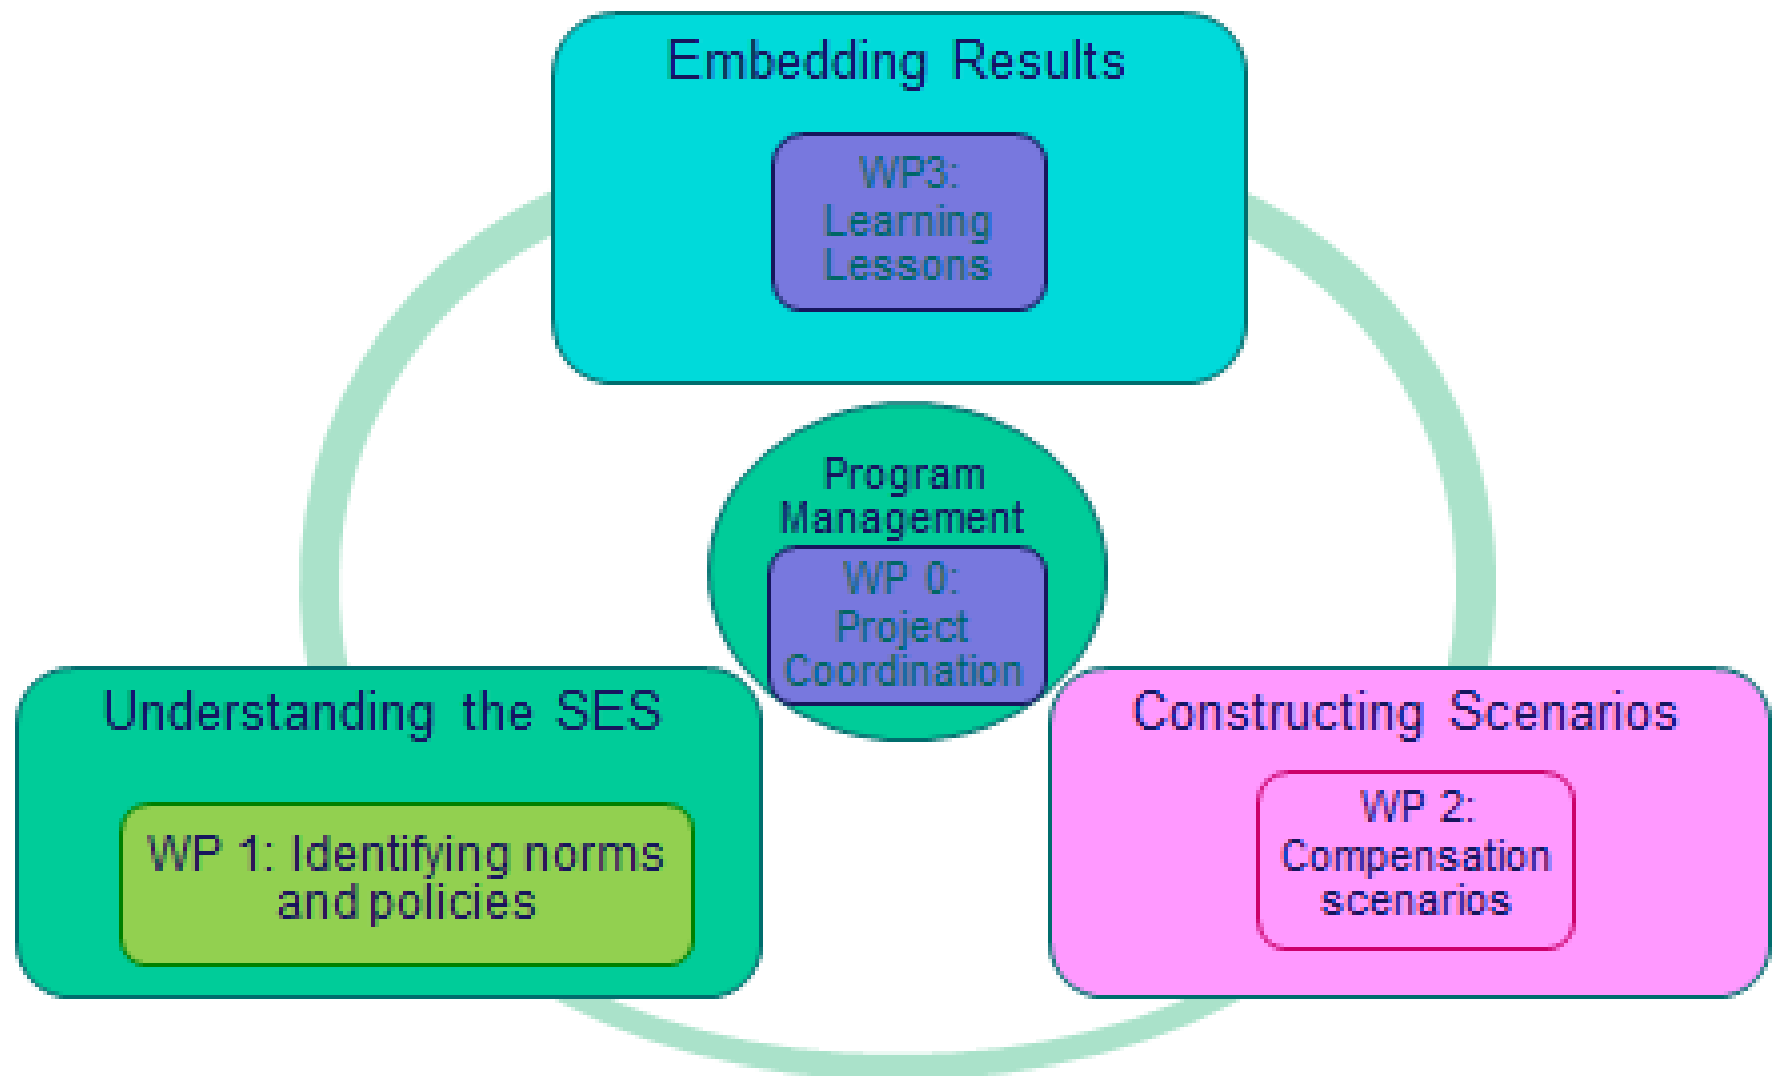 Embedding Results
WP3:
Learning
Lessons
Program
Management
WP 0:
Project
Coordination
Understanding the SES
WP 1: Identifying norms
and policies
Constructing Scenarios
WP 2:
Compensation
scenarios